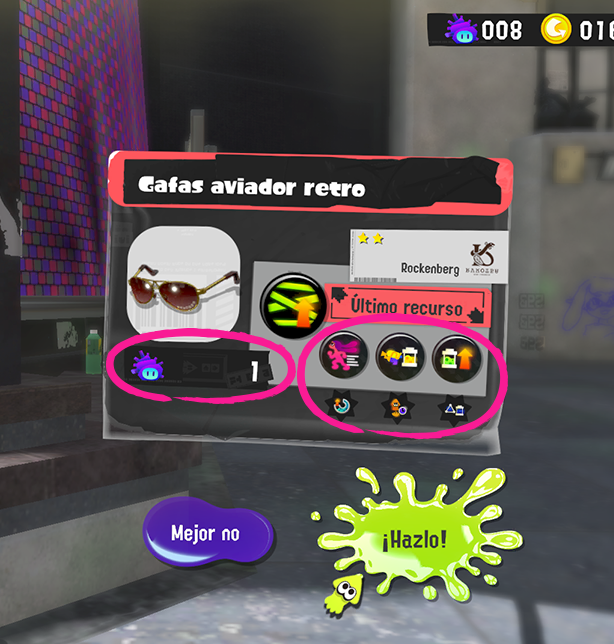 008
016
Gafas aviador retro
Rockenberg
Último recurso
1
Mejor no
¡Hazlo!